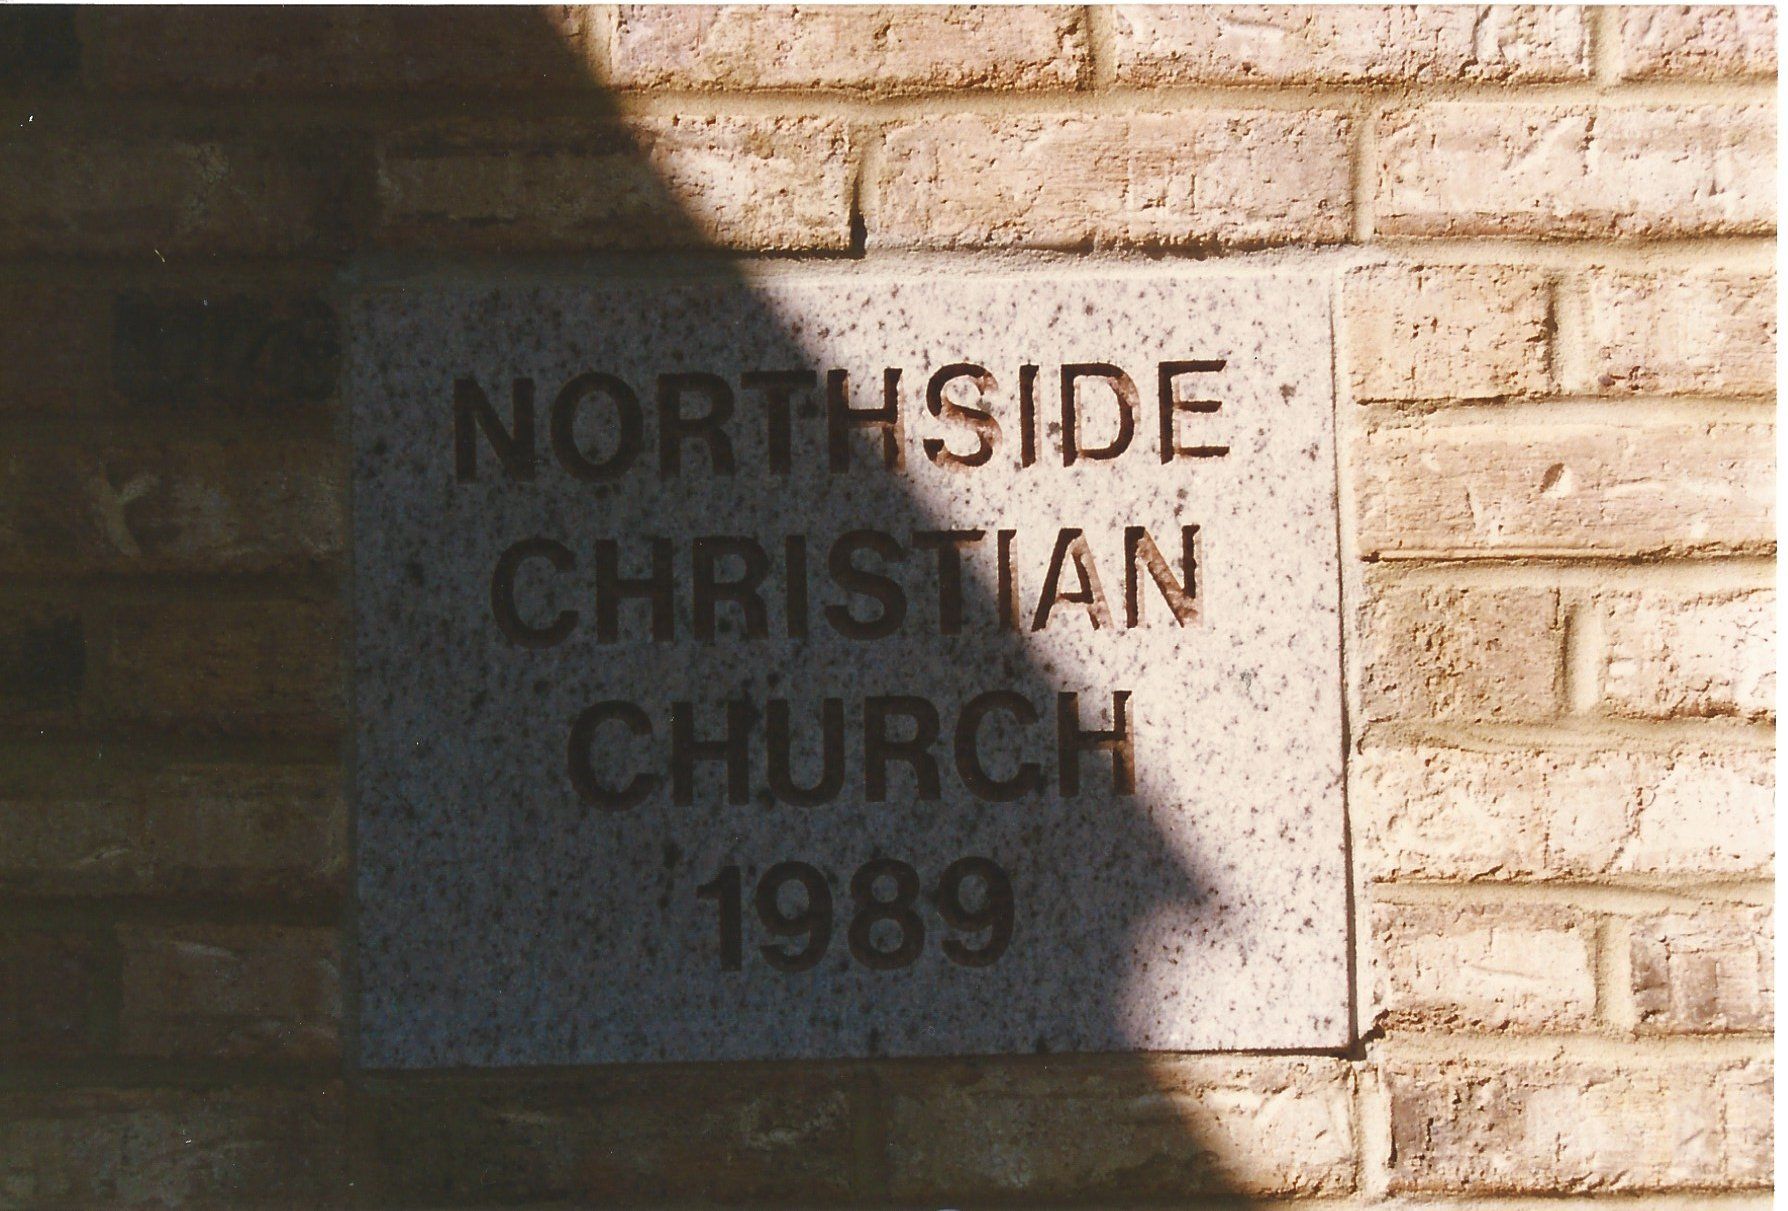 NORTHSIDE
CHRISTIAN
CHURCH
1989